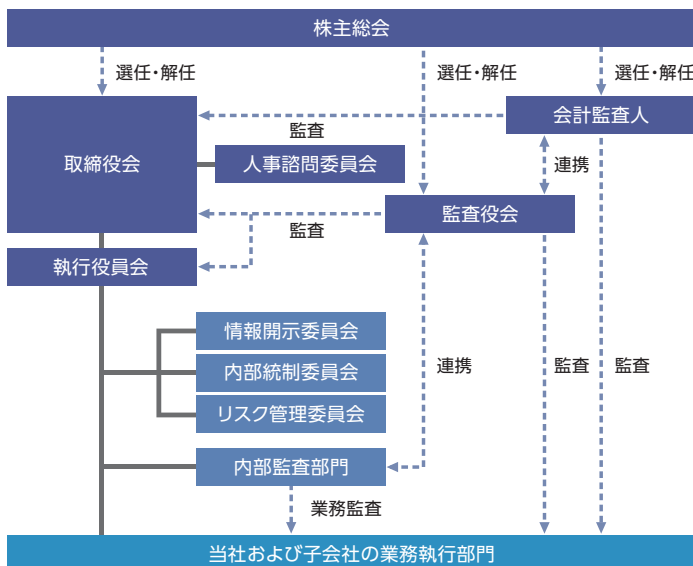 株主総会
選任・解任
選任・解任
選任・解任
会計監査人
監査
取締役会
人事諮問委員会
連携
監査役会
監査
執行役員会
情報開示委員会
内部統制委員会
連携
監査
監査
リスク管理委員会
内部監査部門
業務監査
当社および子会社の業務執行部門